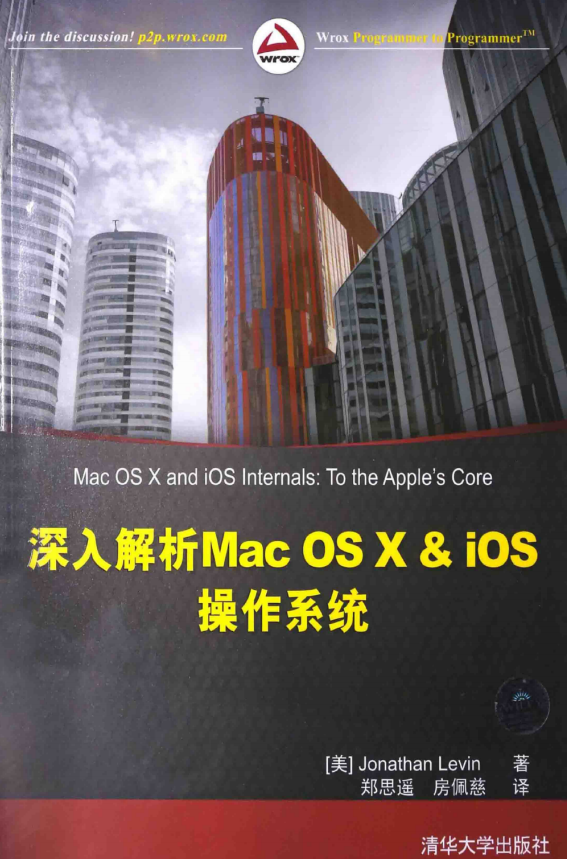 Join the discussion! p2p.wrox.com
wrox
Wrox Programmer to Programmer™
Mac OS X and iOS Internals: To the Apple's Core
深入解析Mac OS X & iOS
操作系统
[美] Jonathan Levin 著
郑思遥 房佩慈 译
清华大学出版社